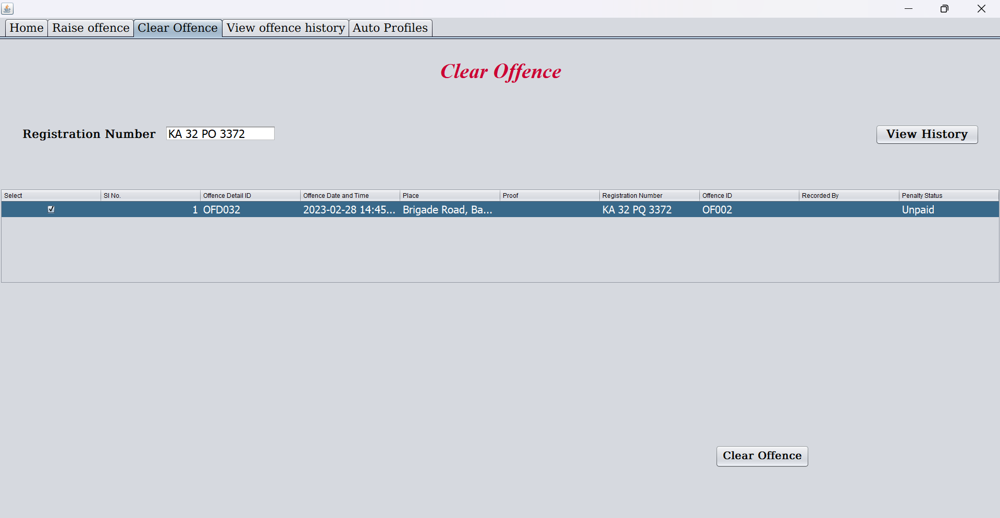 Home Raise offence Clear Offence View offence history Auto Profiles
Clear Offence
Registration Number KA 32 PO 3372 View History
Select Sl No. Offence Detail ID Offence Date and Time Place Proof Registration Number Offence ID Recorded By Penalty Status
1 OFD032 2023-02-28 14:45... Brigade Road, Ba... KA 32 PQ 3372 OF002 Unpaid
Clear Offence